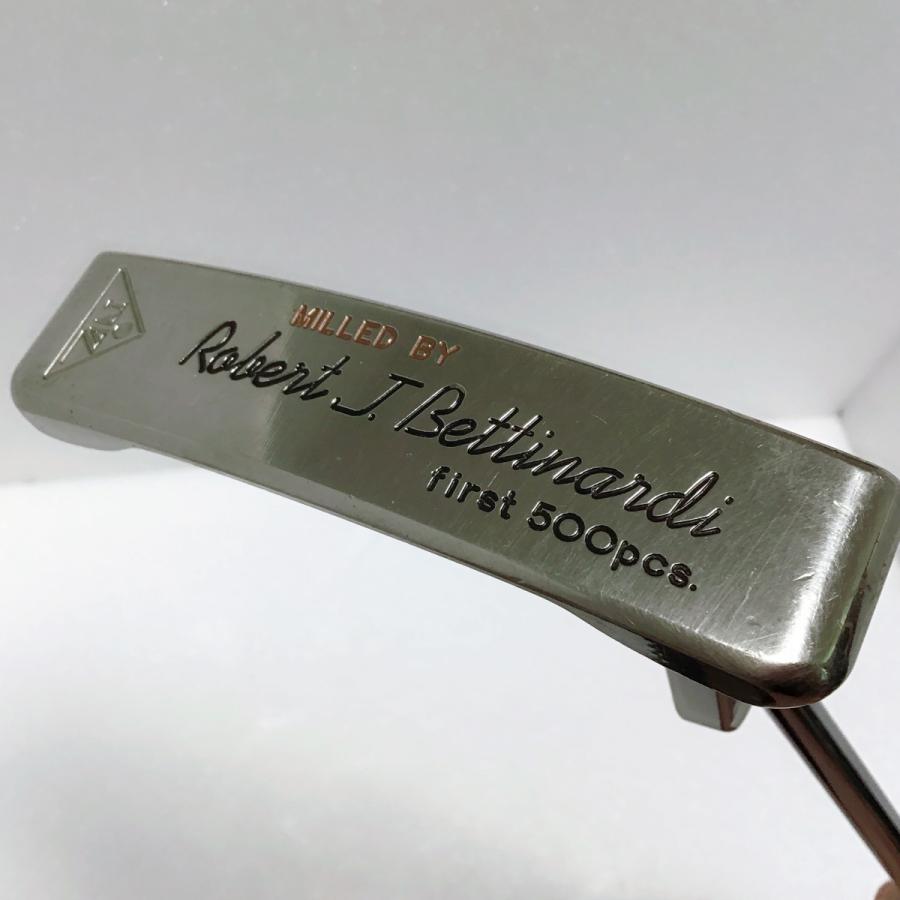 MILLED BY
Robert J. Bettinardi
first 500pcs.